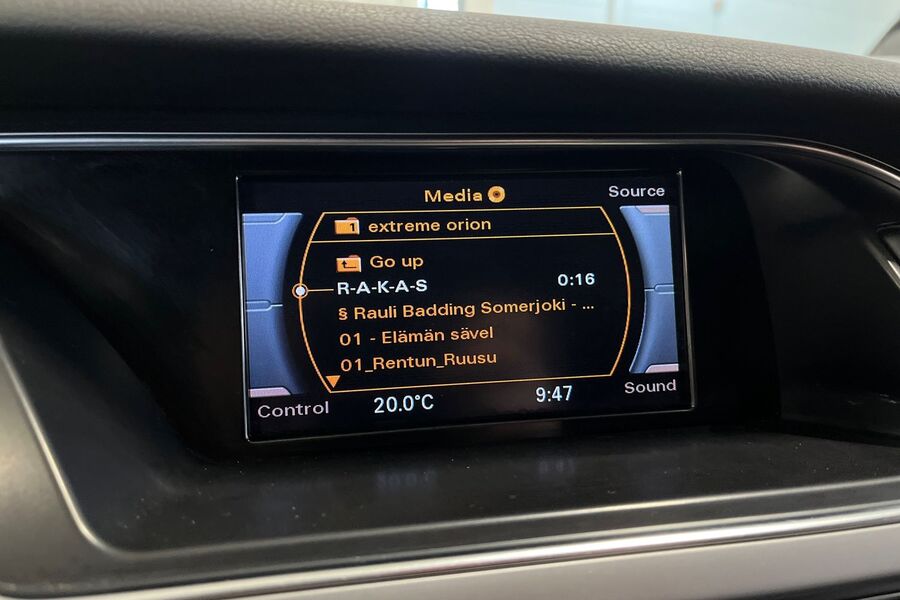 Media
Source
1 extreme orion
Go up
R-A-K-A-S 0:16
§ Rauli Badding Somerjoki - ...
01 - Elämän sävel
01_Rentun_Ruusu
Control 20.0°C 9:47 Sound